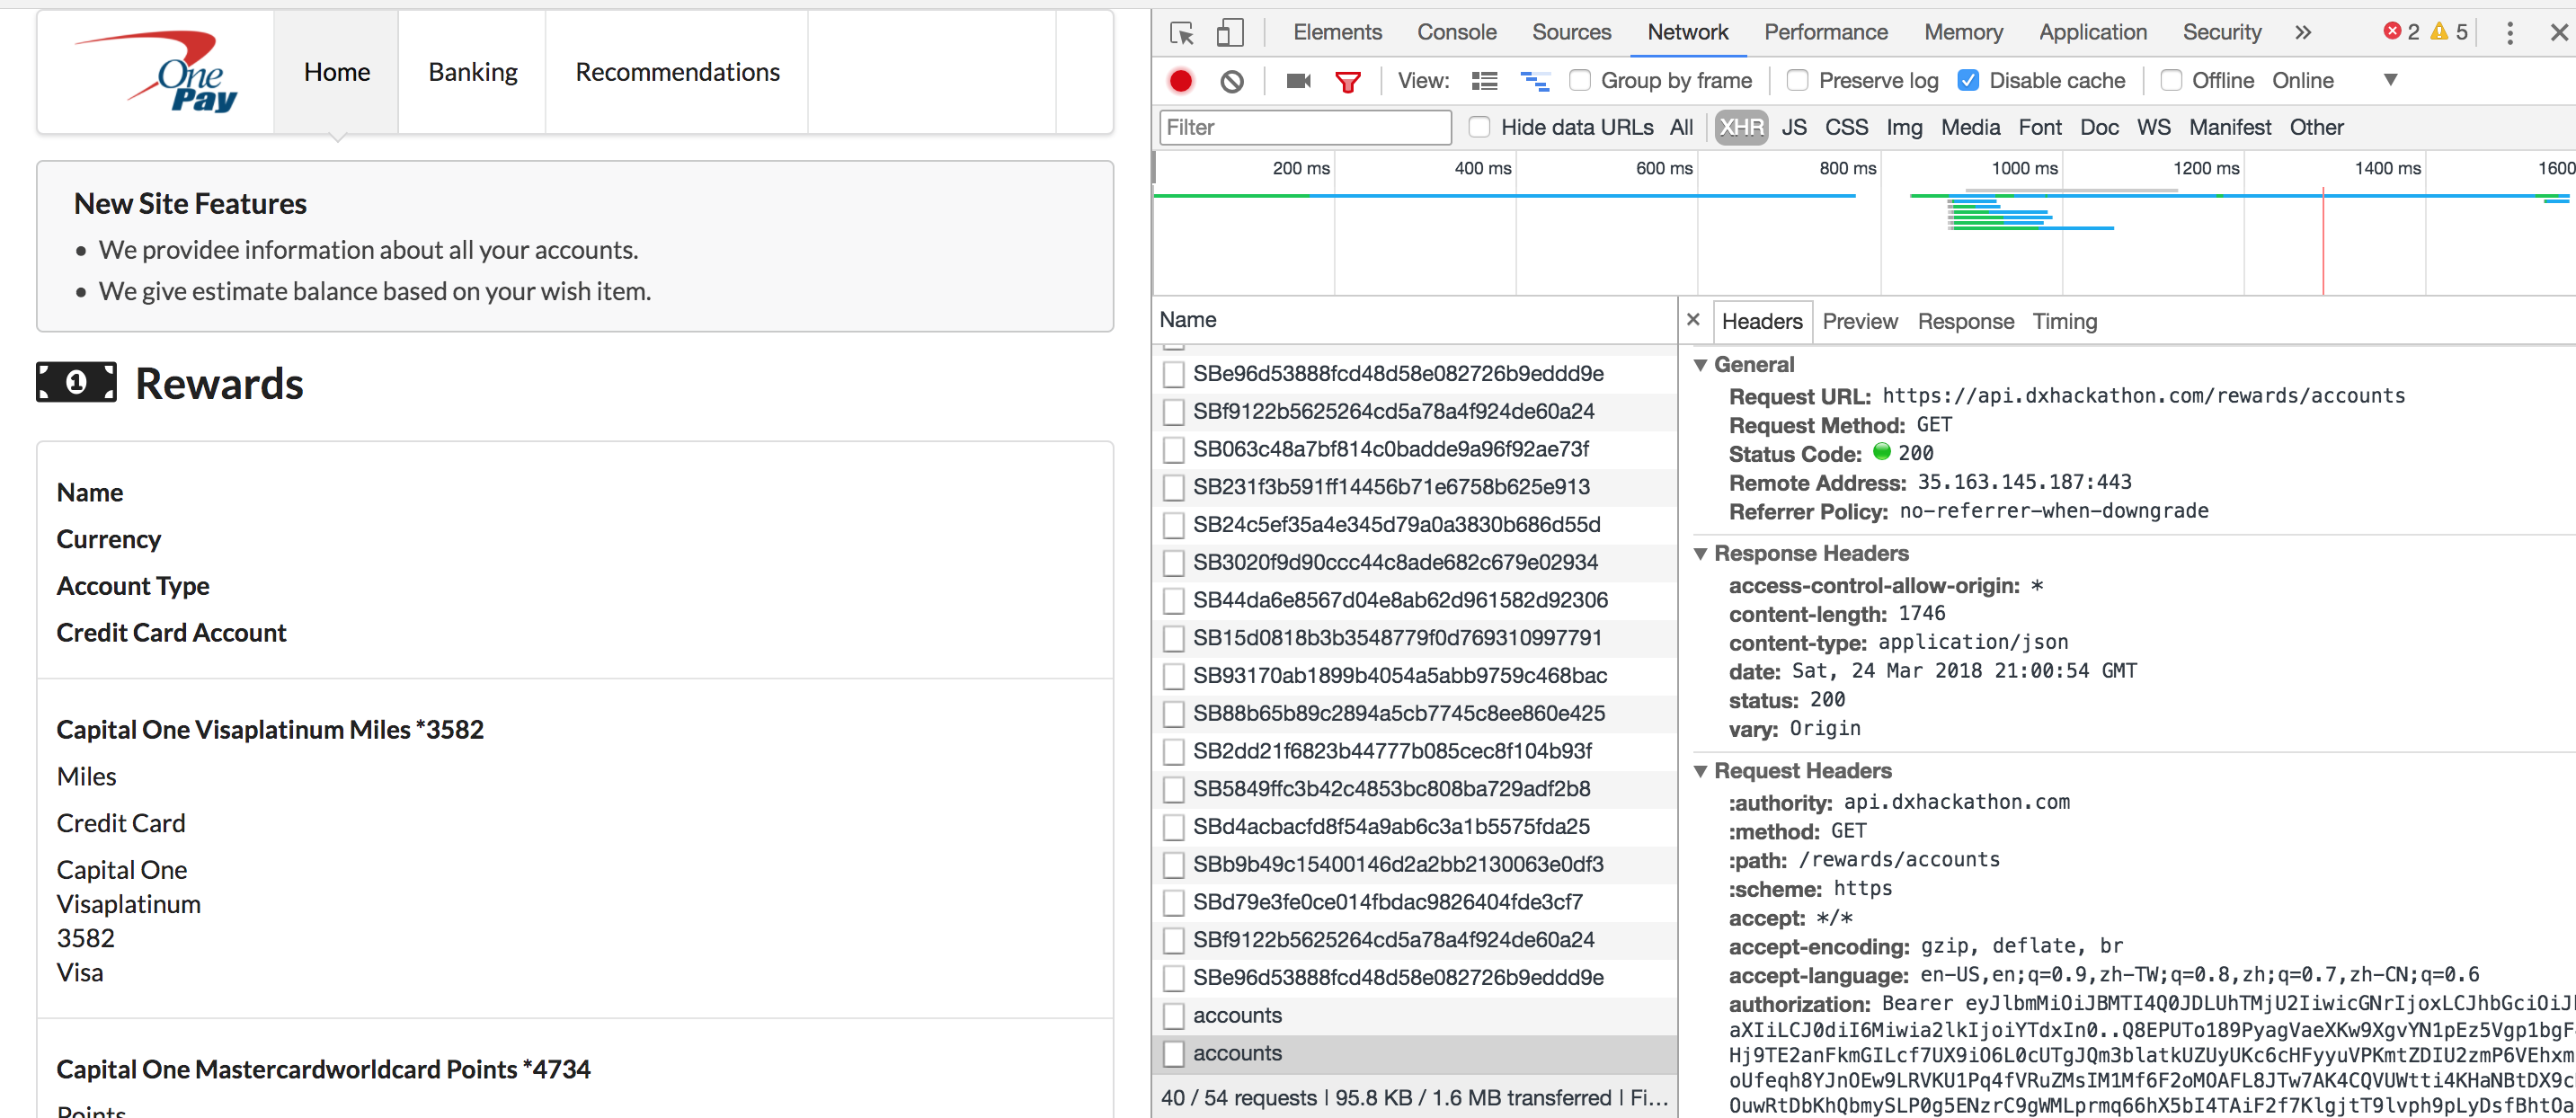 One
Pay
Home
Banking
Recommendations
New Site Features
We providee information about all your accounts.
We give estimate balance based on your wish item.
1
Rewards
Name
Currency
Account Type
Credit Card Account
Capital One Visaplatinum Miles *3582
Miles
Credit Card
Capital One
Visaplatinum
3582
Visa
Capital One Mastercardworldcard Points *4734
Points
Elements Console Sources Network Performance Memory Application Security » 2 5
View: Group by frame Preserve log Disable cache Offline Online
Filter Hide data URLs All XHR JS CSS Img Media Font Doc WS Manifest Other
200 ms 400 ms 600 ms 800 ms 1000 ms 1200 ms 1400 ms 1600
Name
SBe96d53888fcd48d58e082726b9eddd9e
SBf9122b5625264cd5a78a4f924de60a24
SB063c48a7bf814c0badde9a96f92ae73f
SB231f3b591ff14456b71e6758b625e913
SB24c5ef35a4e345d79a0a3830b686d55d
SB3020f9d90ccc44c8ade682c679e02934
SB44da6e8567d04e8ab62d961582d92306
SB15d0818b3b3548779f0d769310997791
SB93170ab1899b4054a5abb9759c468bac
SB88b65b89c2894a5cb7745c8ee860e425
SB2dd21f6823b44777b085cec8f104b93f
SB5849ffc3b42c4853bc808ba729adf2b8
SBd4acbacfd8f54a9ab6c3a1b5575fda25
SBb9b49c15400146d2a2bb2130063e0df3
SBd79e3fe0ce014fbdac9826404fde3cf7
SBf9122b5625264cd5a78a4f924de60a24
SBe96d53888fcd48d58e082726b9eddd9e
accounts
accounts
40 / 54 requests | 95.8 KB / 1.6 MB transferred | Fi...
Headers Preview Response Timing
General
Request URL: https://api.dxhackathon.com/rewards/accounts
Request Method: GET
Status Code: 200
Remote Address: 35.163.145.187:443
Referrer Policy: no-referrer-when-downgrade
Response Headers
access-control-allow-origin: *
content-length: 1746
content-type: application/json
date: Sat, 24 Mar 2018 21:00:54 GMT
status: 200
vary: Origin
Request Headers
:authority: api.dxhackathon.com
:method: GET
:path: /rewards/accounts
:scheme: https
accept: */*
accept-encoding: gzip, deflate, br
accept-language: en-US,en;q=0.9,zh-TW;q=0.8,zh;q=0.7,zh-CN;q=0.6
authorization: Bearer